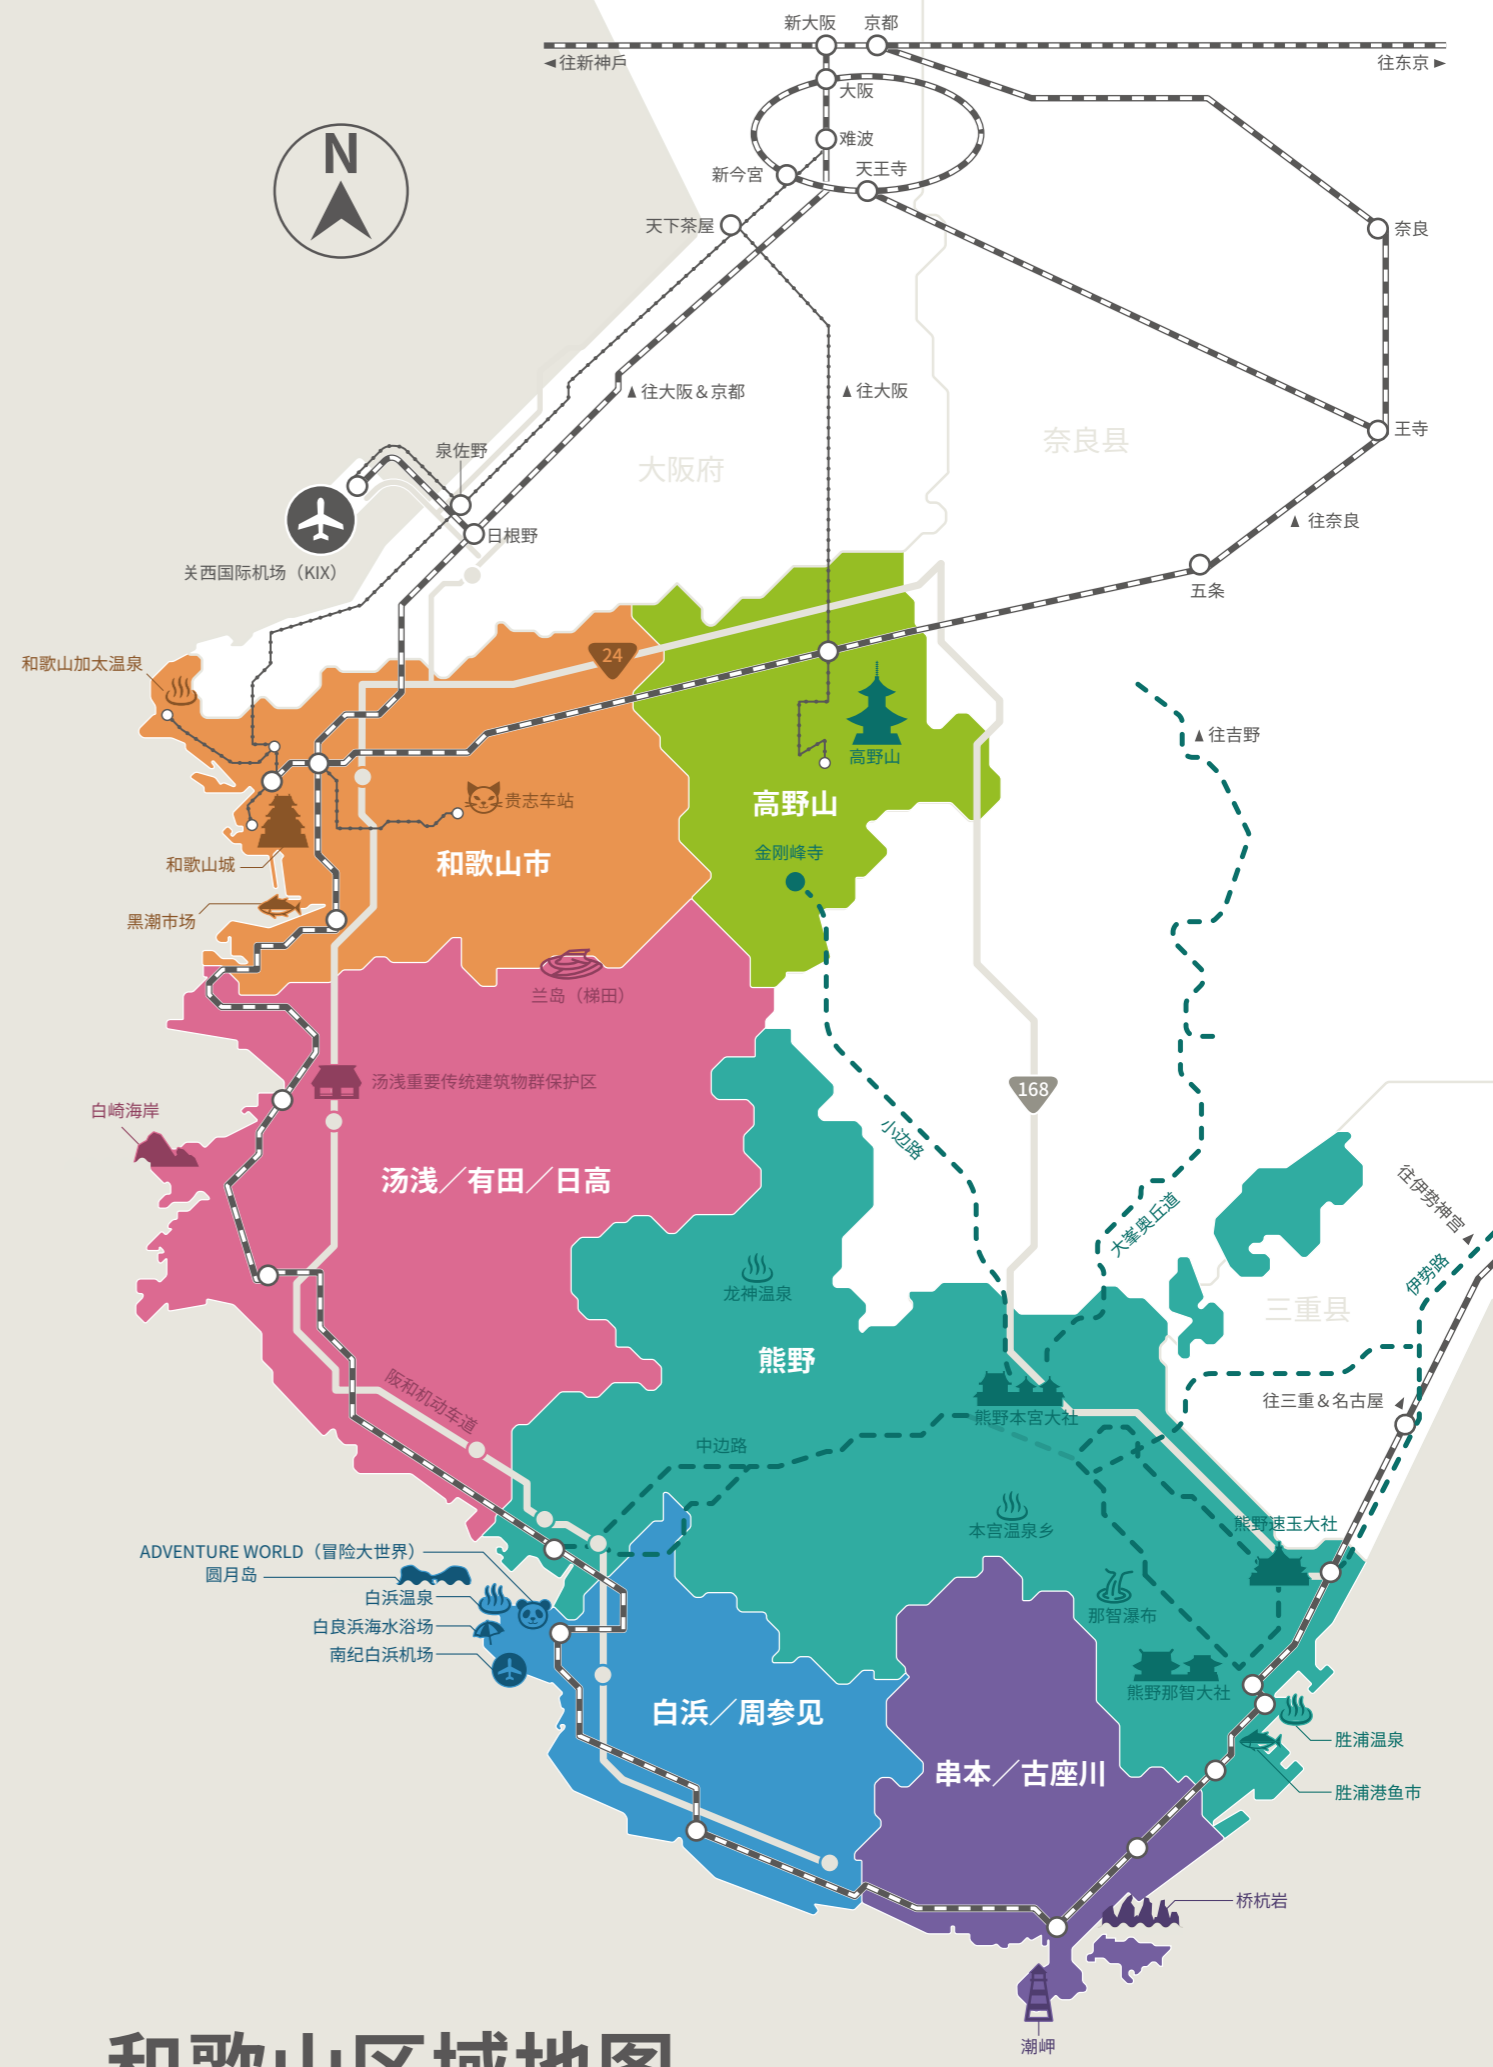 新大阪
京都
◄往新神戶
往东京►
N
大阪
难波
新今宫
天王寺
天下茶屋
奈良
▲往大阪&京都
▲往大阪
奈良县
王寺
泉佐野
大阪府
▲ 往奈良
日根野
关西国际机场（KIX）
五条
和歌山加太温泉
24
▲往吉野
高野山
贵志车站
高野山
和歌山城
和歌山市
金刚峰寺
黑潮市场
兰岛（梯田）
汤浅重要传统建筑物群保护区
168
白崎海岸
小边路
汤浅／有田／日高
往伊势神宫▲
大峯奥丘道
伊势路
龙神温泉
三重县
熊野
阪和机动车道
往三重&名古屋▲
熊野本宫大社
中边路
本宫温泉乡
熊野速玉大社
ADVENTURE WORLD（冒险大世界）
圆月岛
白浜温泉
那智瀑布
白良浜海水浴场
南纪白浜机场
熊野那智大社
白浜／周参见
胜浦温泉
串本／古座川
胜浦港鱼市
桥杭岩
潮岬
和歌山区域地图